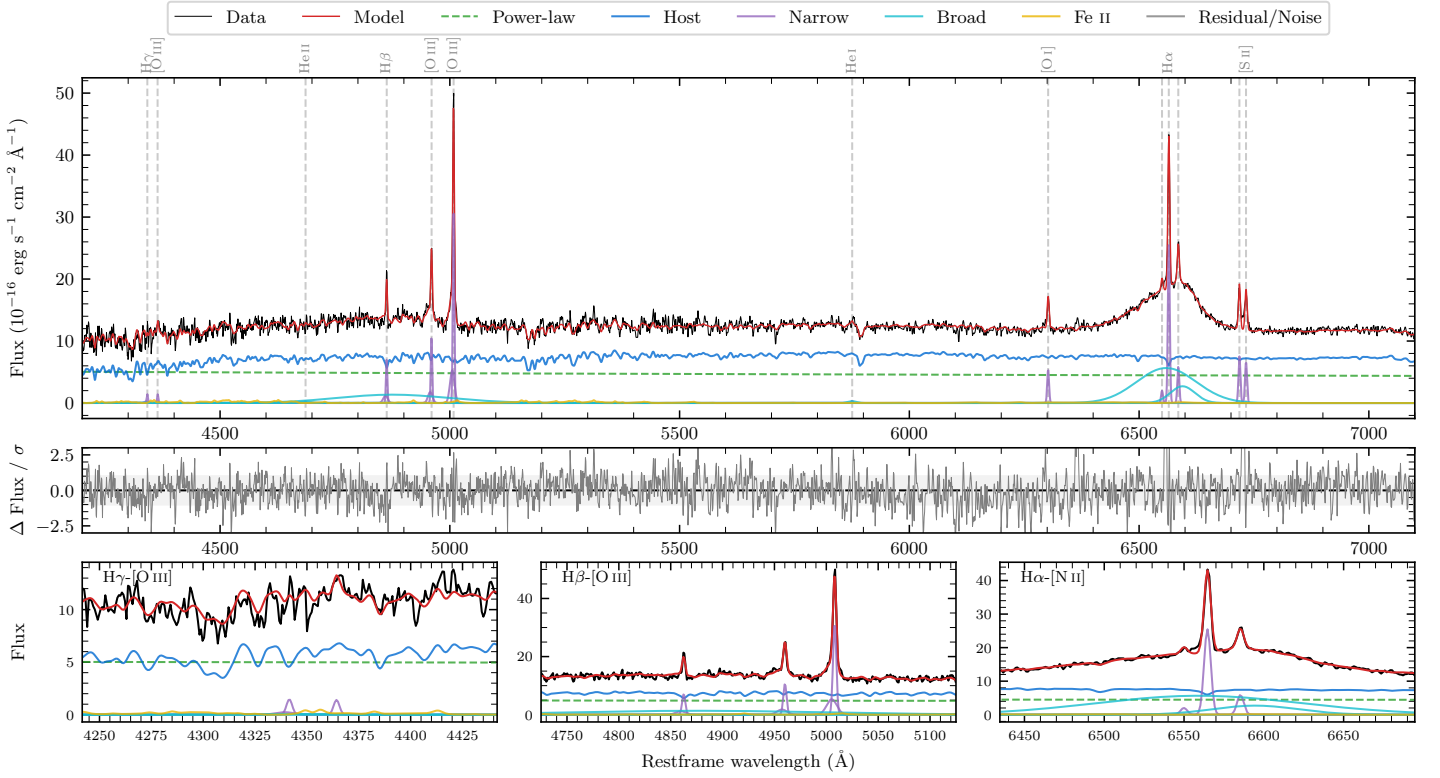 Data Model Power-law Host Narrow Broad Fe II Residual/Noise
Hγ [O III] He II Hβ [O III] [O III] He I [O I] Hα [S II]
Flux (10⁻¹⁶ erg s⁻¹ cm⁻² Å⁻¹)
50
40
30
20
10
0
4500 5000 5500 6000 6500 7000
Δ Flux / σ
2.5
0.0
−2.5
4500 5000 5500 6000 6500 7000
Flux
Hγ-[O III]
10
5
0
4250 4275 4300 4325 4350 4375 4400 4425
Hβ-[O III]
40
20
0
4750 4800 4850 4900 4950 5000 5050 5100
Hα-[N II]
40
30
20
10
0
6450 6500 6550 6600 6650
Restframe wavelength (Å)